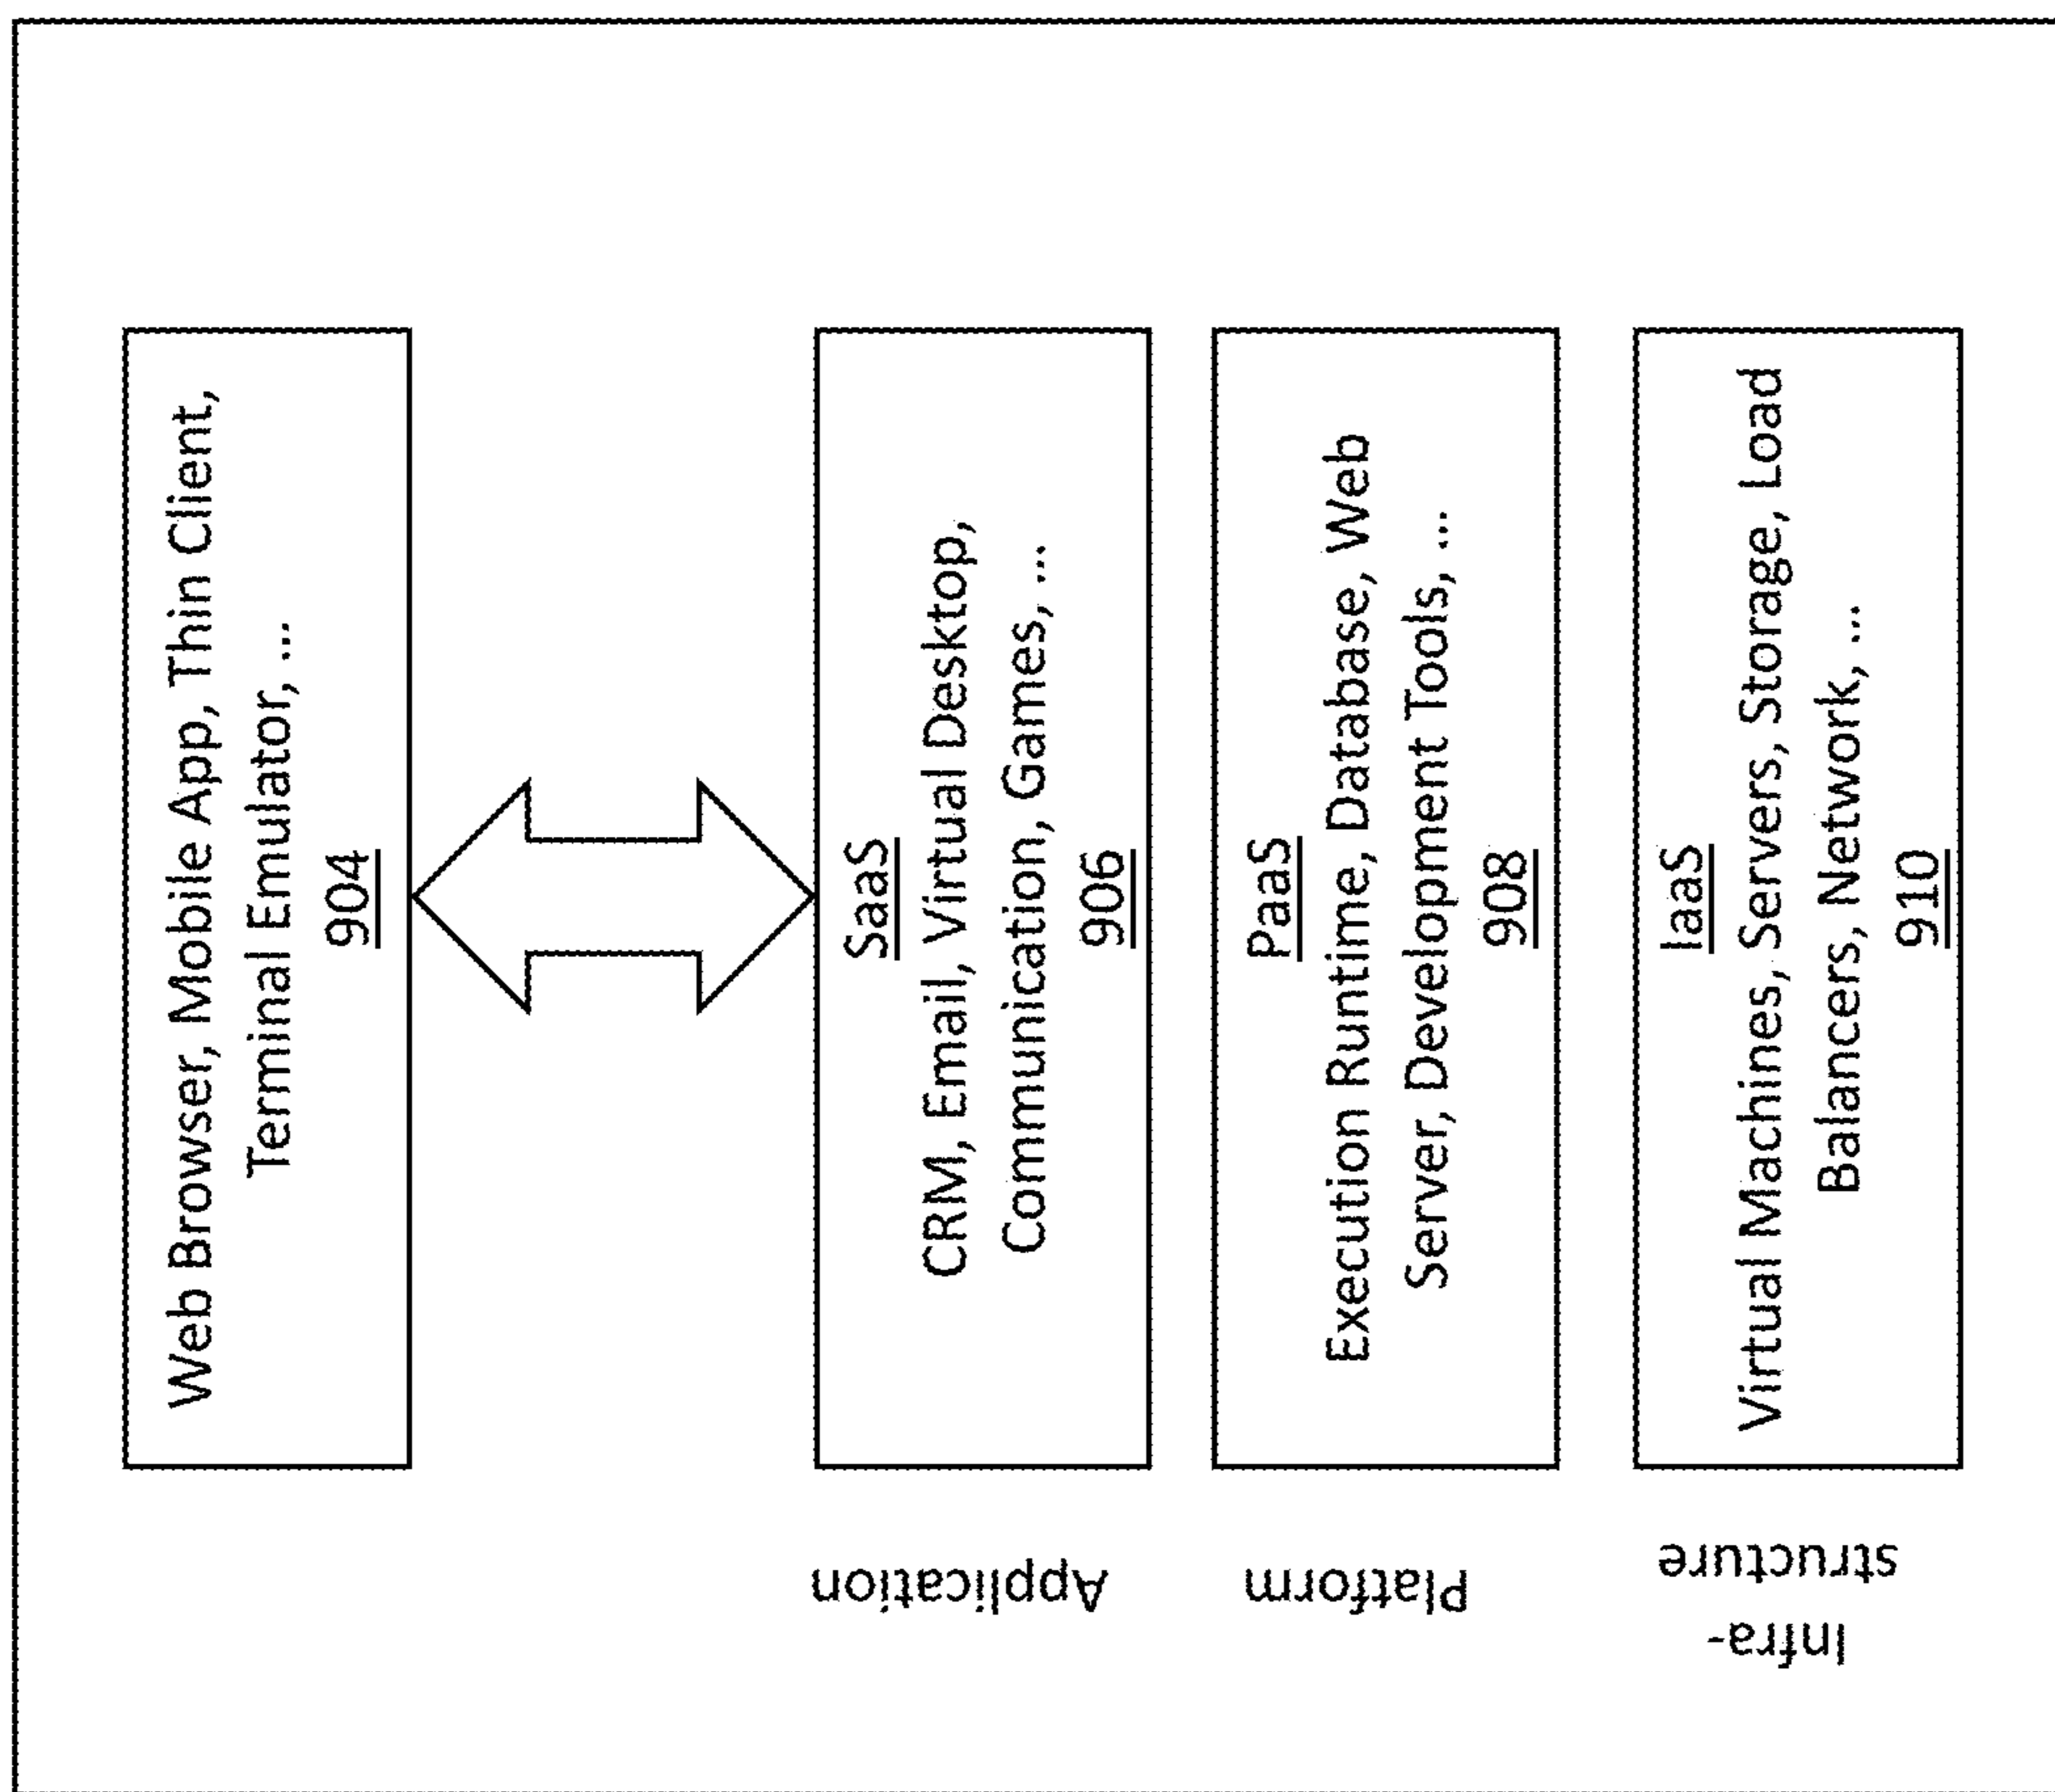 Web Browser, Mobile App, Thin Client,
Terminal Emulator, ...
904
SaaS
CRM, Email, Virtual Desktop,
Communication, Games, ...
906
Application
PaaS
Execution Runtime, Database, Web
Server, Development Tools, ...
908
Platform
IaaS
Virtual Machines, Servers, Storage, Load
Balancers, Network, ...
910
Infra-
structure